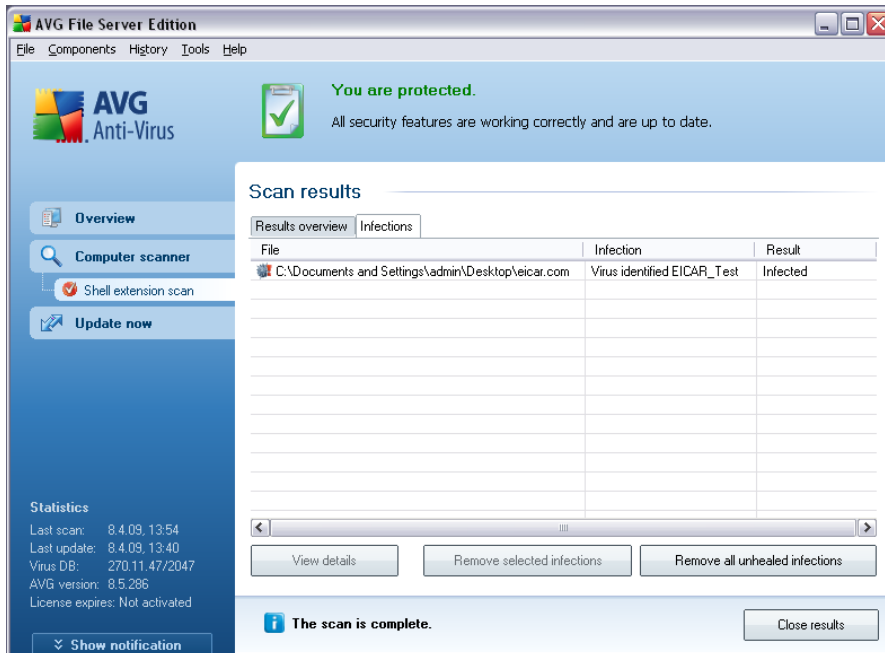 AVG File Server Edition
File Components History Tools Help
AVG
Anti-Virus
You are protected.
All security features are working correctly and are up to date.
Overview
Computer scanner
Shell extension scan
Update now
Scan results
Results overview Infections
File Infection Result
C:\Documents and Settings\admin\Desktop\eicar.com Virus identified EICAR_Test Infected
Statistics
Last scan: 8.4.09, 13:54
Last update: 8.4.09, 13:40
Virus DB: 270.11.47/2047
AVG version: 8.5.286
License expires: Not activated
Show notification
View details Remove selected infections Remove all unhealed infections
The scan is complete. Close results